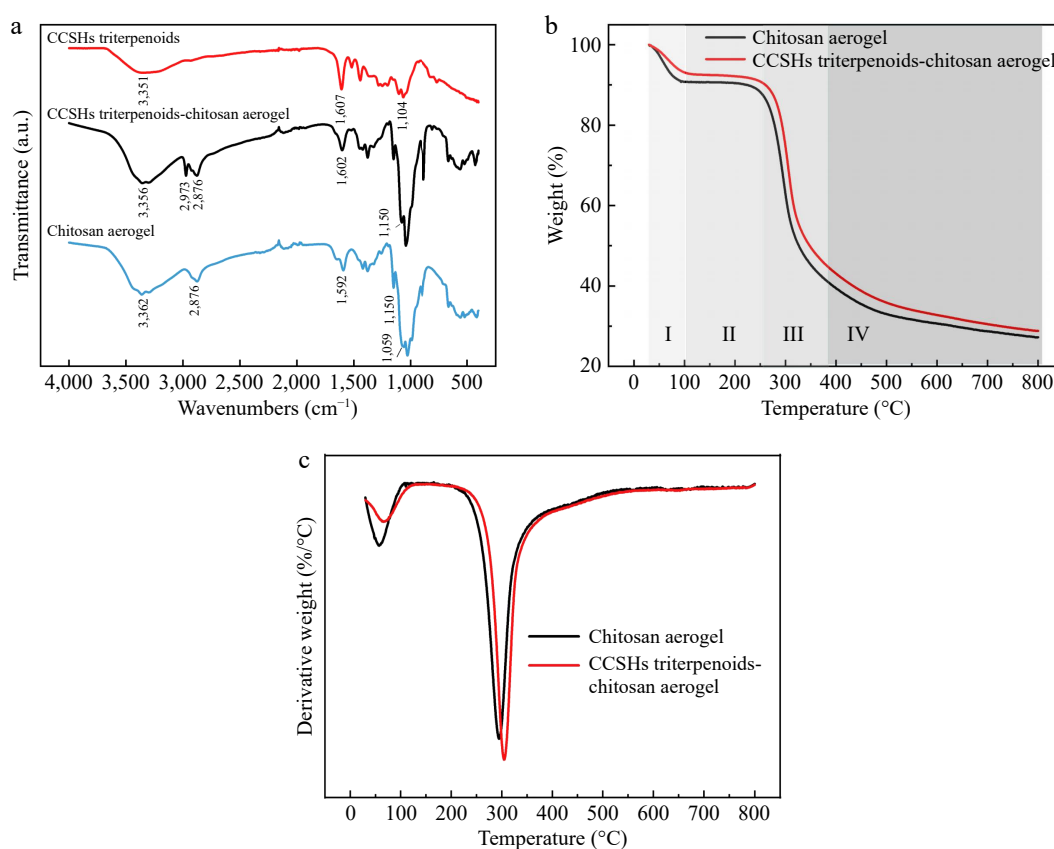 a
CCSHs triterpenoids
3,351
1,607
1,104
CCSHs triterpenoids-chitosan aerogel
3,356
2,973
2,876
1,602
1,150
Chitosan aerogel
3,362
2,876
1,592
1,150
1,059
Transmittance (a.u.)
4,000 3,500 3,000 2,500 2,000 1,500 1,000 500
Wavenumbers (cm⁻¹)
b
Chitosan aerogel
CCSHs triterpenoids-chitosan aerogel
100
80
60
40
20
Weight (%)
I II III IV
0 100 200 300 400 500 600 700 800
Temperature (°C)
c
Derivative weight (%/°C)
Chitosan aerogel
CCSHs triterpenoids-
chitosan aerogel
0 100 200 300 400 500 600 700 800
Temperature (°C)